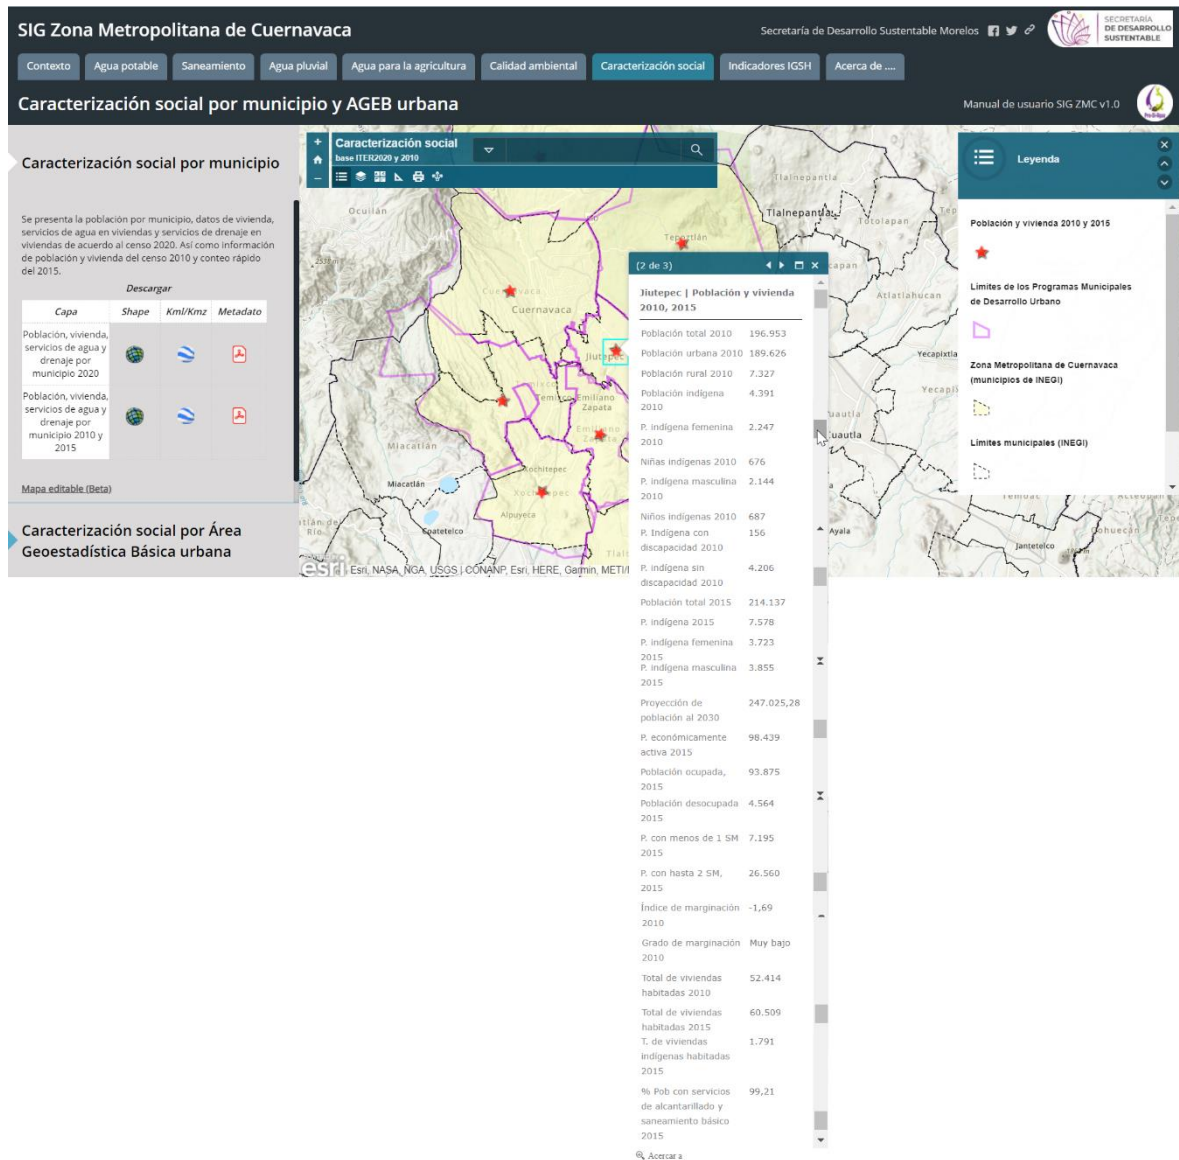 SIG Zona Metropolitana de Cuernavaca
Secretaría de Desarrollo Sustentable Morelos
SECRETARÍA
DE DESARROLLO
SUSTENTABLE
Contexto
Agua potable
Saneamiento
Agua pluvial
Agua para la agricultura
Calidad ambiental
Caracterización social
Indicadores IGSH
Acerca de ....
Caracterización social por municipio y AGEB urbana
Manual de usuario SIG ZMC v1.0
Caracterización social por municipio
Se presenta la población por municipio, datos de vivienda,
servicios de agua en viviendas y servicios de drenaje en
viviendas de acuerdo al censo 2020. Así como información
de población y vivienda del censo 2010 y conteo rápido
del 2015.
Descargar
Capa Shape Kml/Kmz Metadato
Población, vivienda,
servicios de agua y
drenaje por
municipio 2020
Población, vivienda,
servicios de agua y
drenaje por
municipio 2010 y
2015
Mapa editable (Beta)
Caracterización social por Área
Geoestadística Básica urbana
Caracterización social
base ITER2020 y 2010
Ocuilán
Tlalnepantla
Tlalnepantla
Totolapan
Tepoztlán
Cuernavaca
Cuernavaca
Atlatlahucan
Jiutepec
Yecapixtla
Temixco
Emiliano
Zapata
Emiliano
Zapata
Cuautla
Miacatlán
Miacatlán
Xochitepec
Xochitepec
Alpuyeca
Coatetelco
Ayala
Jantetelco
esri
Esri, NASA, NGA, USGS | CONANP, Esri, HERE, Garmin, METI/
(2 de 3)
Jiutepec | Población y vivienda
2010, 2015
Población total 2010 196.953
Población urbana 2010 189.626
Población rural 2010 7.327
Población indígena 4.391
2010
P. indígena femenina 2.247
2010
Niñas indígenas 2010 676
P. indígena masculina 2.144
2010
Niños indígenas 2010 687
P. Indígena con 156
discapacidad 2010
P. indígena sin 4.206
discapacidad 2010
Población total 2015 214.137
P. indígena 2015 7.578
P. indígena femenina 3.723
2015
P. indígena masculina 3.855
2015
Proyección de 247.025,28
población al 2030
P. económicamente 98.439
activa 2015
Población ocupada, 93.875
2015
Población desocupada 4.564
2015
P. con menos de 1 SM 7.195
2015
P. con hasta 2 SM, 26.560
2015
Índice de marginación -1,69
2010
Grado de marginación Muy bajo
2010
Total de viviendas 52.414
habitadas 2010
Total de viviendas 60.509
habitadas 2015
T. de viviendas 1.791
indígenas habitadas
2015
% Pob con servicios 99,21
de alcantarillado y
saneamiento básico
2015
Acercar a
Leyenda
Población y vivienda 2010 y 2015
Limites de los Programas Municipales
de Desarrollo Urbano
Zona Metropolitana de Cuernavaca
(municipios de INEGI)
Límites municipales (INEGI)